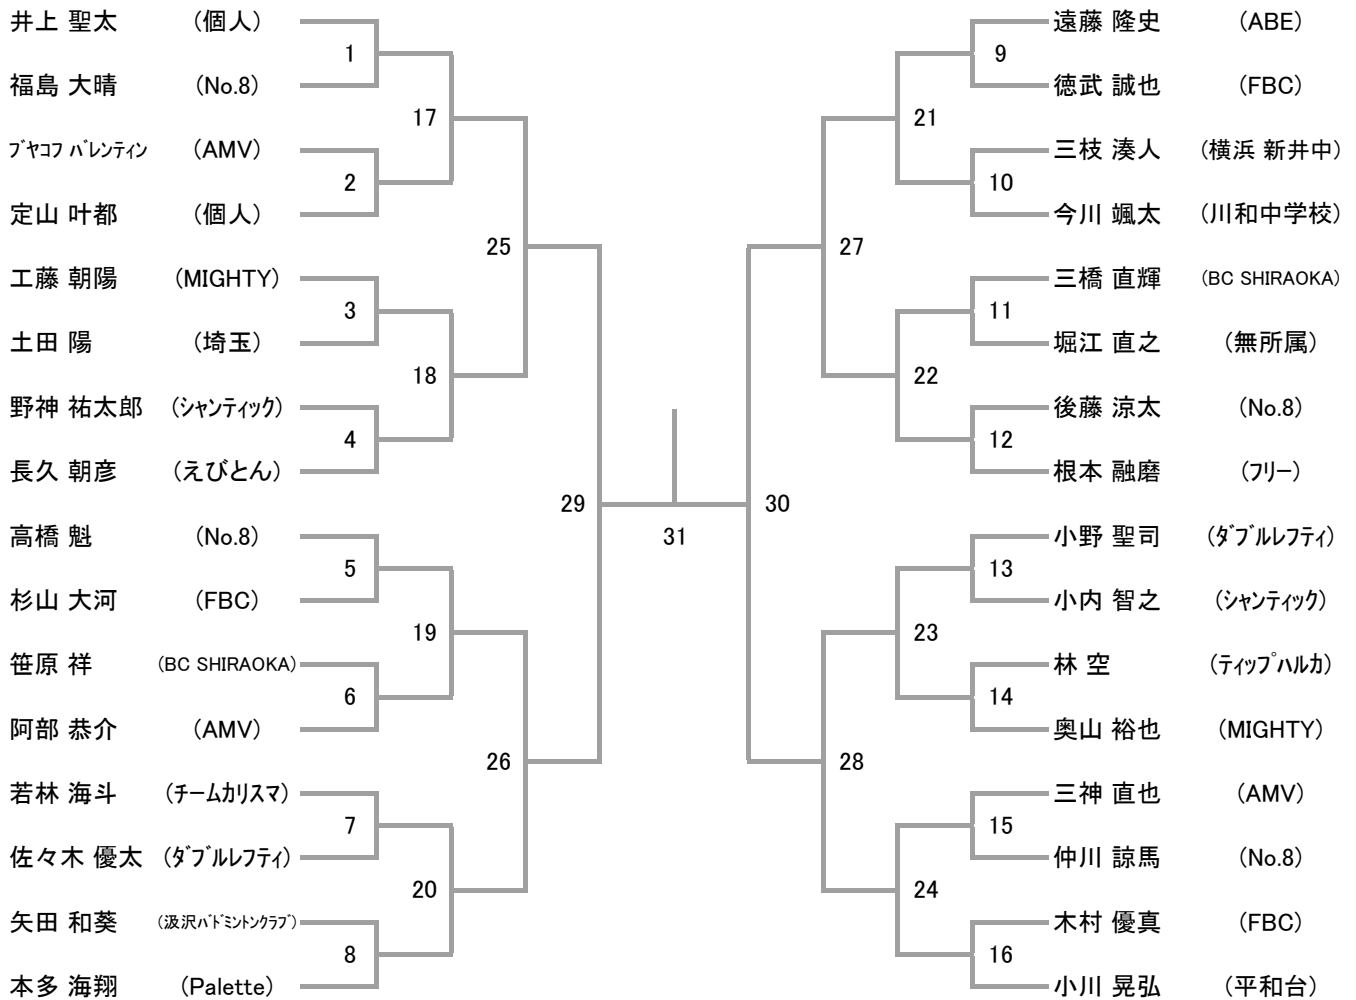 井上 聖太 (個人)
1
福島 大晴 (No.8)
17
ﾌﾞﾔｺﾌ ﾊﾞﾚﾝﾃｨﾝ (AMV)
2
定山 叶都 (個人)
25
工藤 朝陽 (MIGHTY)
3
土田 陽 (埼玉)
18
野神 祐太郎 (ｼｬﾝﾃｨｯｸ)
4
長久 朝彦 (えびとん)
29
高橋 魁 (No.8)
5
杉山 大河 (FBC)
19
笹原 祥 (BC SHIRAOKA)
6
阿部 恭介 (AMV)
26
若林 海斗 (ﾁｰﾑｶﾘｽﾏ)
7
佐々木 優太 (ﾀﾞﾌﾞﾙﾚﾌﾃｨ)
20
矢田 和葵 (汲沢ﾊﾞﾄﾞﾐﾝﾄﾝｸﾗﾌﾞ)
8
本多 海翔 (Palette)
31
遠藤 隆史 (ABE)
9
徳武 誠也 (FBC)
21
三枝 湊人 (横浜 新井中)
10
今川 颯太 (川和中学校)
27
三橋 直輝 (BC SHIRAOKA)
11
堀江 直之 (無所属)
22
後藤 涼太 (No.8)
12
根本 融磨 (ﾌﾘｰ)
30
小野 聖司 (ﾀﾞﾌﾞﾙﾚﾌﾃｨ)
13
小内 智之 (ｼｬﾝﾃｨｯｸ)
23
林 空 (ﾃｨｯﾌﾟﾊﾙｶ)
14
奥山 裕也 (MIGHTY)
28
三神 直也 (AMV)
15
仲川 諒馬 (No.8)
24
木村 優真 (FBC)
16
小川 晃弘 (平和台)